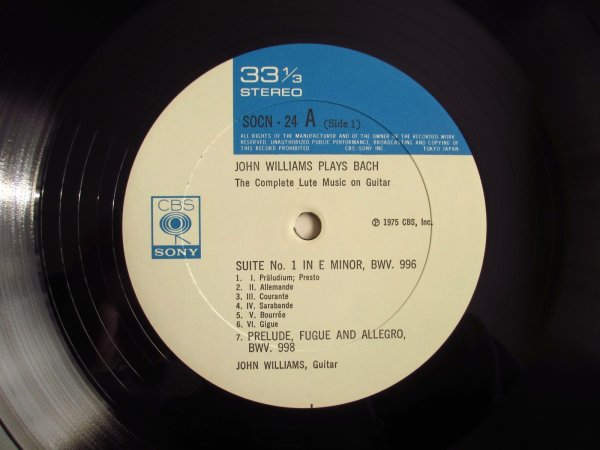 33 1/3
STEREO
SOCN - 24 A (Side 1)
ALL RIGHTS OF THE MANUFACTURER AND OF THE OWNER OF THE RECORDED WORK
RESERVED. UNAUTHORIZED PUBLIC PERFORMANCE, BROADCASTING AND COPYING OF
THIS RECORD PROHIBITED CBS/SONY INC. TOKYO JAPAN
JOHN WILLIAMS PLAYS BACH
The Complete Lute Music on Guitar
CBS
SONY
℗ 1975 CBS, Inc.
SUITE No. 1 IN E MINOR, BWV. 996
1. I. Präludium; Presto
2. II. Allemande
3. III. Courante
4. IV. Sarabande
5. V. Bourrée
6. VI. Gigue
7. PRELUDE, FUGUE AND ALLEGRO,
BWV. 998
JOHN WILLIAMS, Guitar